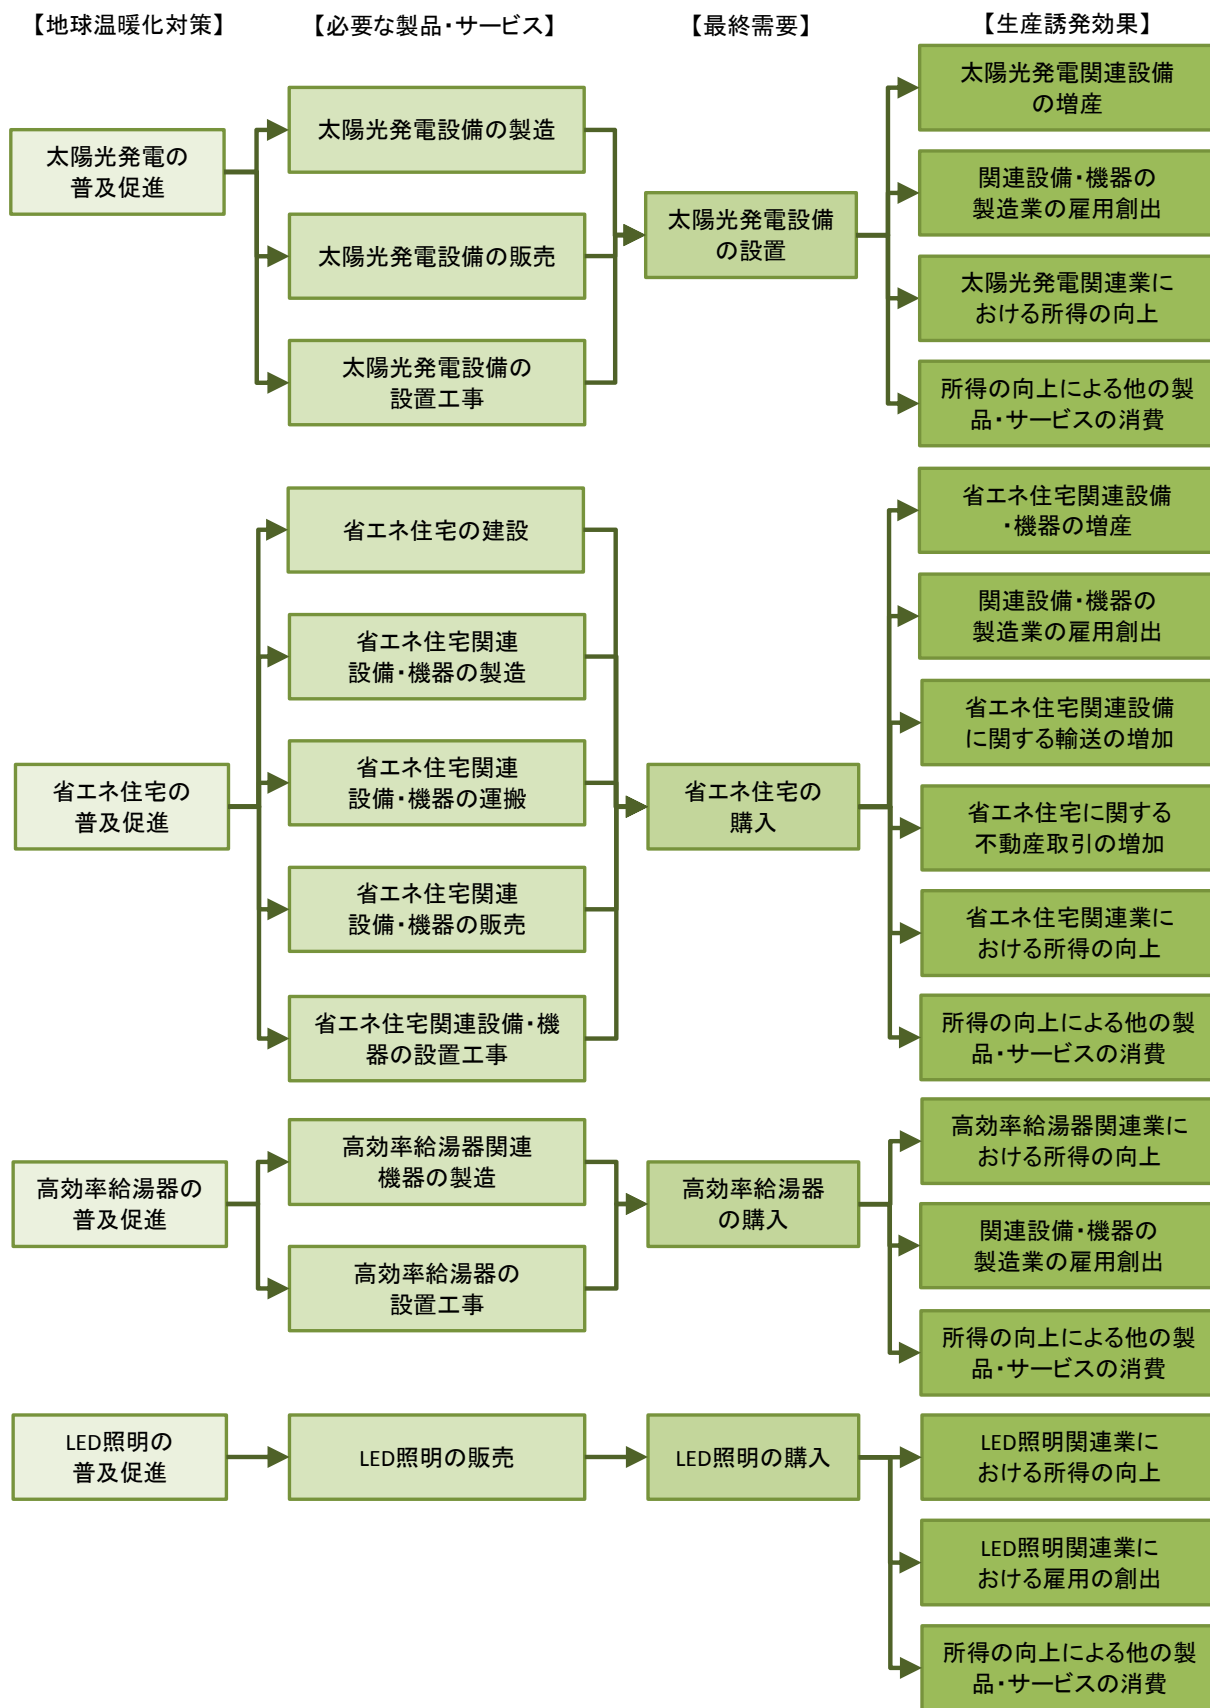 【地球温暖化対策】
【必要な製品・サービス】
【最終需要】
【生産誘発効果】
太陽光発電の
普及促進
太陽光発電設備の製造
太陽光発電設備の販売
太陽光発電設備の
設置工事
太陽光発電設備
の設置
太陽光発電関連設備
の増産
関連設備・機器の
製造業の雇用創出
太陽光発電関連業に
おける所得の向上
所得の向上による他の製
品・サービスの消費
省エネ住宅の
普及促進
省エネ住宅の建設
省エネ住宅関連
設備・機器の製造
省エネ住宅関連
設備・機器の運搬
省エネ住宅関連
設備・機器の販売
省エネ住宅関連設備・機
器の設置工事
省エネ住宅の
購入
省エネ住宅関連設備
・機器の増産
関連設備・機器の
製造業の雇用創出
省エネ住宅関連設備
に関する輸送の増加
省エネ住宅に関する
不動産取引の増加
省エネ住宅関連業に
おける所得の向上
所得の向上による他の製
品・サービスの消費
高効率給湯器の
普及促進
高効率給湯器関連
機器の製造
高効率給湯器の
設置工事
高効率給湯器
の購入
高効率給湯器関連業に
おける所得の向上
関連設備・機器の
製造業の雇用創出
所得の向上による他の製
品・サービスの消費
LED照明の
普及促進
LED照明の販売
LED照明の購入
LED照明関連業に
おける所得の向上
LED照明関連業に
おける雇用の創出
所得の向上による他の製
品・サービスの消費